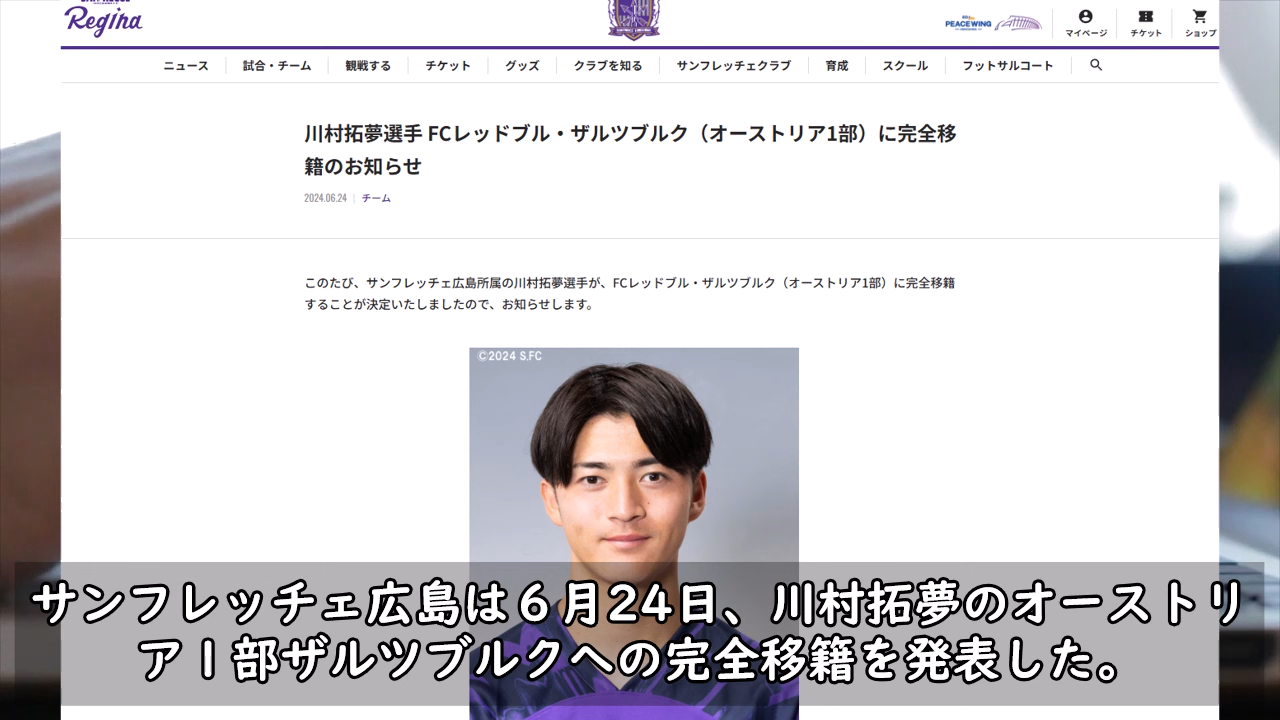 Regina
PEACE WING
マイページ
チケット
ショップ
ニュース
試合・チーム
観戦する
チケット
グッズ
クラブを知る
サンフレッチェクラブ
育成
スクール
フットサルコート
川村拓夢選手 FCレッドブル・ザルツブルク（オーストリア1部）に完全移
籍のお知らせ
2024.06.24 | チーム
このたび、サンフレッチェ広島所属の川村拓夢選手が、FCレッドブル・ザルツブルク（オーストリア1部）に完全移籍
することが決定いたしましたので、お知らせします。
©2024 S.FC
サンフレッチェ広島は６月24日、川村拓夢のオーストリ
ア１部ザルツブルクへの完全移籍を発表した。